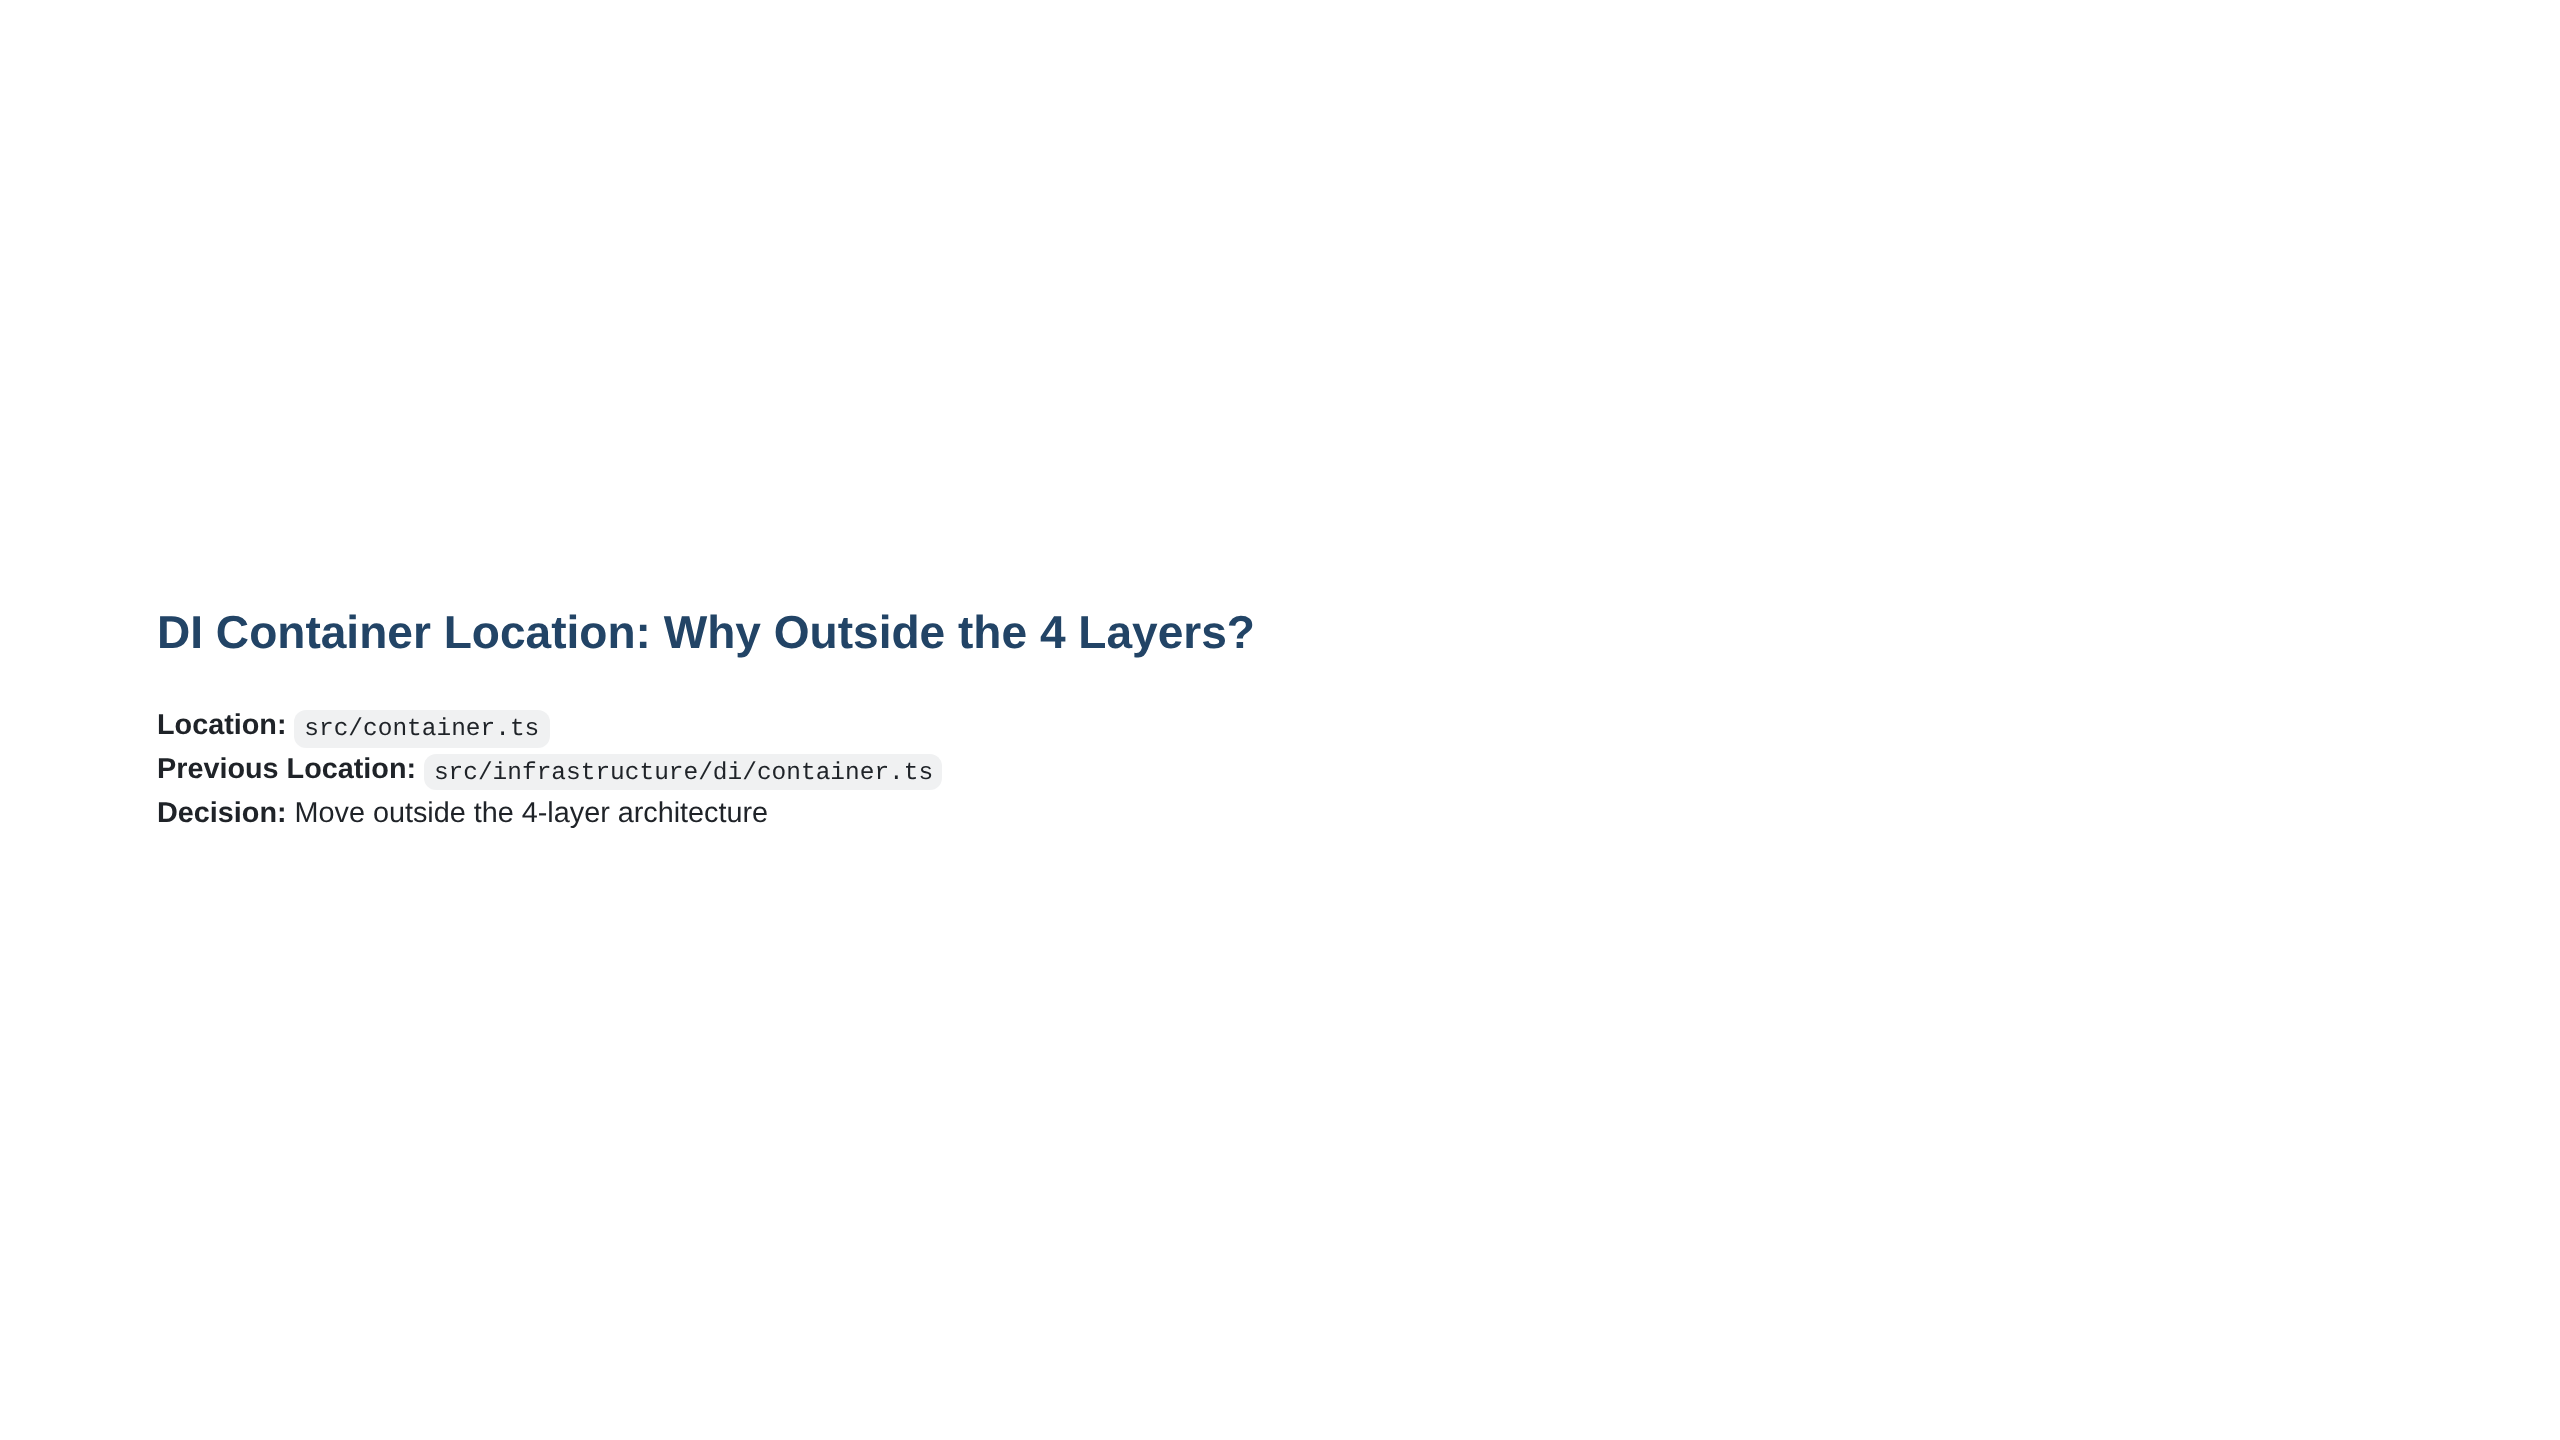 DI Container Location: Why Outside the 4 Layers?
Location: src/container.ts
Previous Location: src/infrastructure/di/container.ts
Decision: Move outside the 4-layer architecture